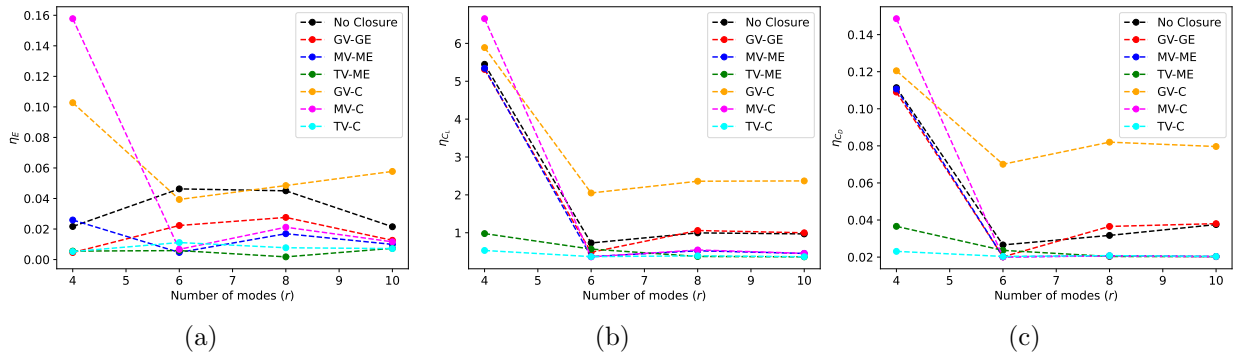 0.16
0.14
0.12
0.10
0.08
0.06
0.04
0.02
0.00
η_E
4 5 6 7 8 9 10
Number of modes (r)
No Closure
GV-GE
MV-ME
TV-ME
GV-C
MV-C
TV-C
(a)
6
5
4
3
2
1
η_{C_L}
4 5 6 7 8 9 10
Number of modes (r)
No Closure
GV-GE
MV-ME
TV-ME
GV-C
MV-C
TV-C
(b)
0.14
0.12
0.10
0.08
0.06
0.04
0.02
η_{C_D}
4 5 6 7 8 9 10
Number of modes (r)
No Closure
GV-GE
MV-ME
TV-ME
GV-C
MV-C
TV-C
(c)